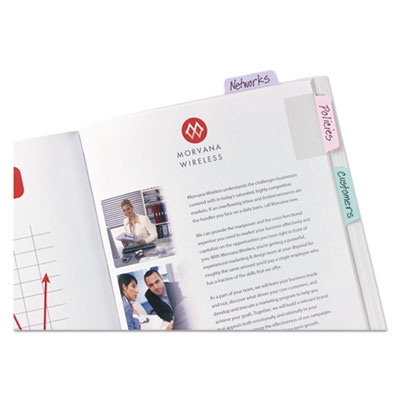 Networks
Policies
Customers
MORVANA
WIRELESS
Morvana Wireless understands the challenges businesses
contend with in today's saturated, highly competitive
markets. If an overflowing inbox and fastest resources are
the hurdles you face on a daily basis, call Morvana now.
We can provide the manpower and the cross functional
expertise you need to market your business effectively and
capitalize on the opportunities you have right in front of
you. With Morvana Wireless, you're getting a powerful,
experienced marketing & design team at your disposal for
roughly the same amount you'd pay a single employee who
has a fraction of the skills that we offer.
As a part of your team, we will learn your business inside
and out, discover what drives your core customers, and
develop and execute a marketing program to help you
achieve your goals. Together, we will build a relevant brand
that appeals both emotionally and rationally to your